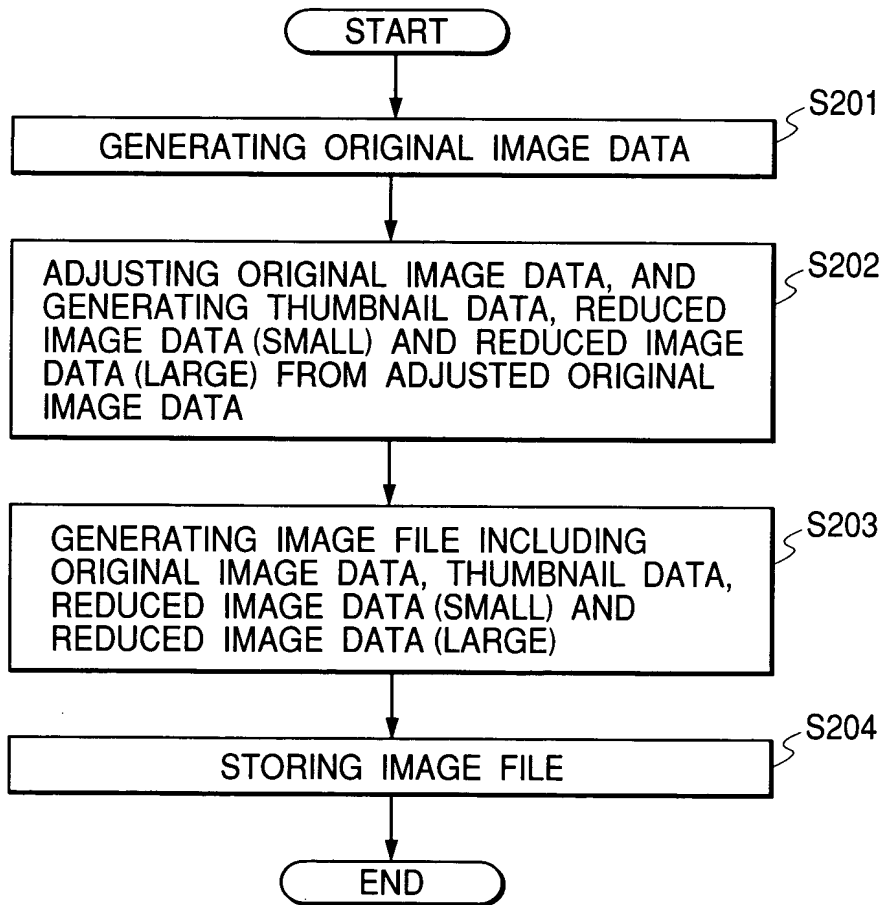 START
S201
GENERATING ORIGINAL IMAGE DATA
S202
ADJUSTING ORIGINAL IMAGE DATA, AND
GENERATING THUMBNAIL DATA, REDUCED
IMAGE DATA (SMALL) AND REDUCED IMAGE
DATA (LARGE) FROM ADJUSTED ORIGINAL
IMAGE DATA
S203
GENERATING IMAGE FILE INCLUDING
ORIGINAL IMAGE DATA, THUMBNAIL DATA,
REDUCED IMAGE DATA (SMALL) AND
REDUCED IMAGE DATA (LARGE)
S204
STORING IMAGE FILE
END